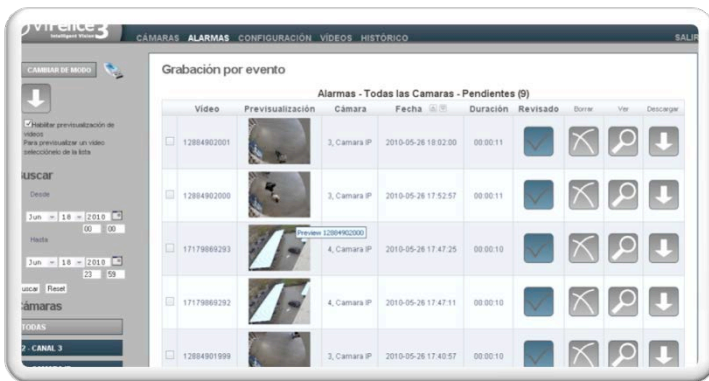 Vitelice 3
Intelligent Vision
CÁMARAS ALARMAS CONFIGURACIÓN VÍDEOS HISTÓRICO
SALIR
CAMBIAR DE MODO
Habilitar previsualización de
vídeos
Para previsualizar un vídeo
selecciónelo de la lista
uscar
Desde
Jun 18 2010
00 00
Hasta
Jun 18 2010
23 59
uscar Reset
ámaras
TODAS
2 - CANAL 3
Grabación por evento
Alarmas - Todas las Camaras - Pendientes (9)
Vídeo Previsualización Cámara Fecha Duración Revisado Borrar Ver Descargar
12884902001 3, Camara IP 2010-05-26 18:02:00 00:00:11
12884902000 3, Camara IP 2010-05-26 17:52:57 00:00:11
Preview 12884902000
17179869293 4, Camara IP 2010-05-26 17:47:25 00:00:10
17179869292 4, Camara IP 2010-05-26 17:47:11 00:00:10
12884901999 3, Camara IP 2010-05-26 17:40:57 00:00:10